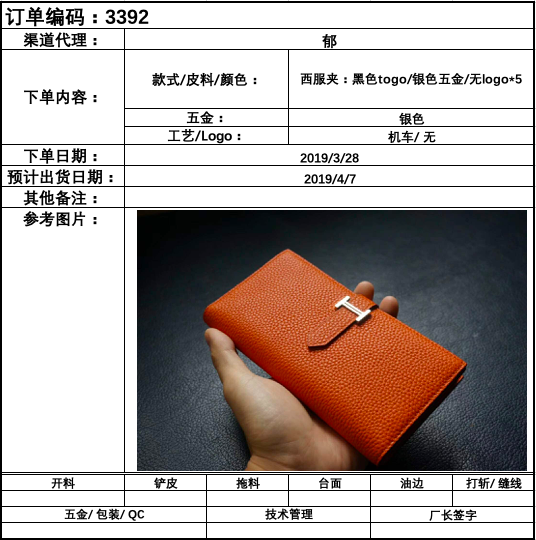 订单编码：3392
渠道代理：
郁
下单内容：
款式/皮料/颜色：
西服夹：黑色togo/银色五金/无logo*5
五金：
银色
工艺/Logo：
机车/ 无
下单日期：
2019/3/28
预计出货日期：
2019/4/7
其他备注：
参考图片：
开料 铲皮 拖料 台面 油边 打斩/ 缝线
五金/ 包装/ QC 技术管理 厂长签字